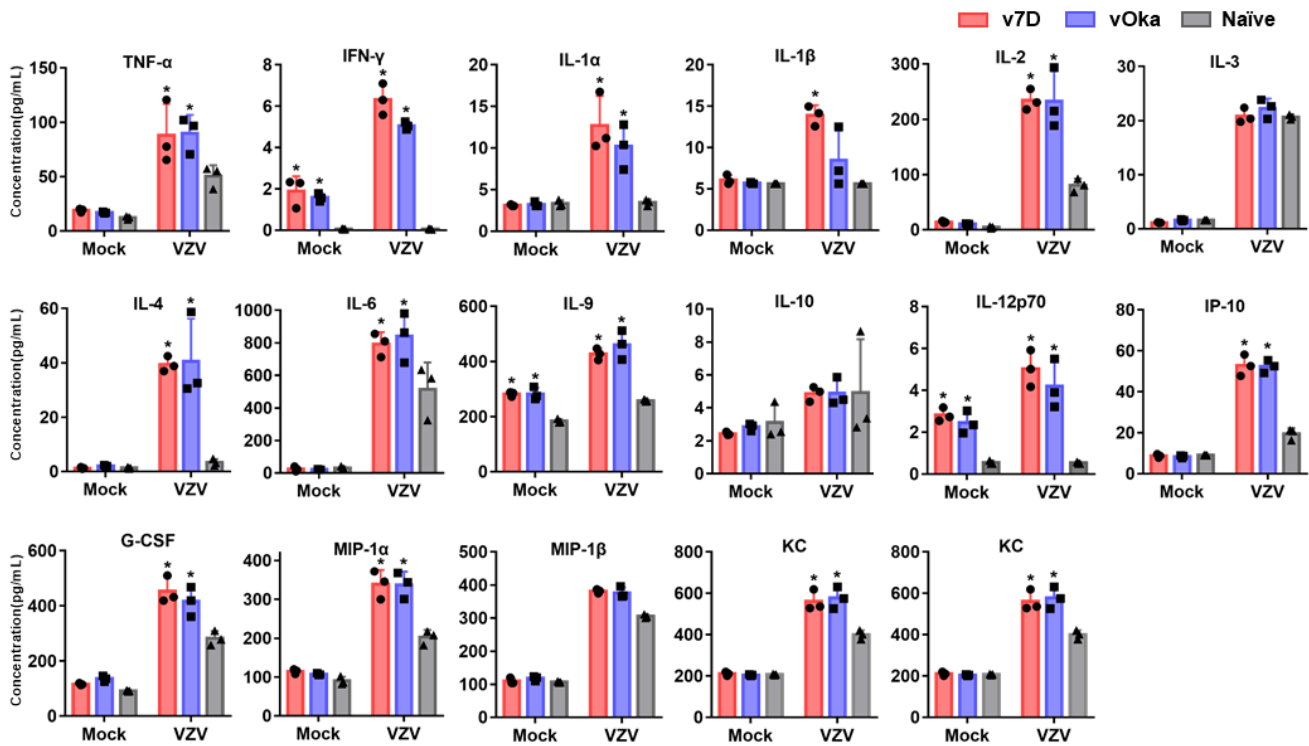 v7D vOka Naïve
TNF-α IFN-γ IL-1α IL-1β IL-2 IL-3
Concentration(pg/mL)
150 100 50 0
8 6 4 2 0
20 15 10 5 0
20 15 10 5 0
300 200 100 0
30 20 10 0
* * * * * * * * * * *
Mock VZV Mock VZV Mock VZV Mock VZV Mock VZV Mock VZV
IL-4 IL-6 IL-9 IL-10 IL-12p70 IP-10
Concentration(pg/mL)
60 40 20 0
1000 800 600 400 200 0
600 400 200 0
10 8 6 4 2 0
8 6 4 2 0
80 60 40 20 0
* * * * * * * * * * * * * *
Mock VZV Mock VZV Mock VZV Mock VZV Mock VZV Mock VZV
G-CSF MIP-1α MIP-1β KC KC
Concentration(pg/mL)
600 400 200 0
400 300 200 100 0
500 400 300 200 100 0
800 600 400 200 0
800 600 400 200 0
* * * * * * * *
Mock VZV Mock VZV Mock VZV Mock VZV Mock VZV